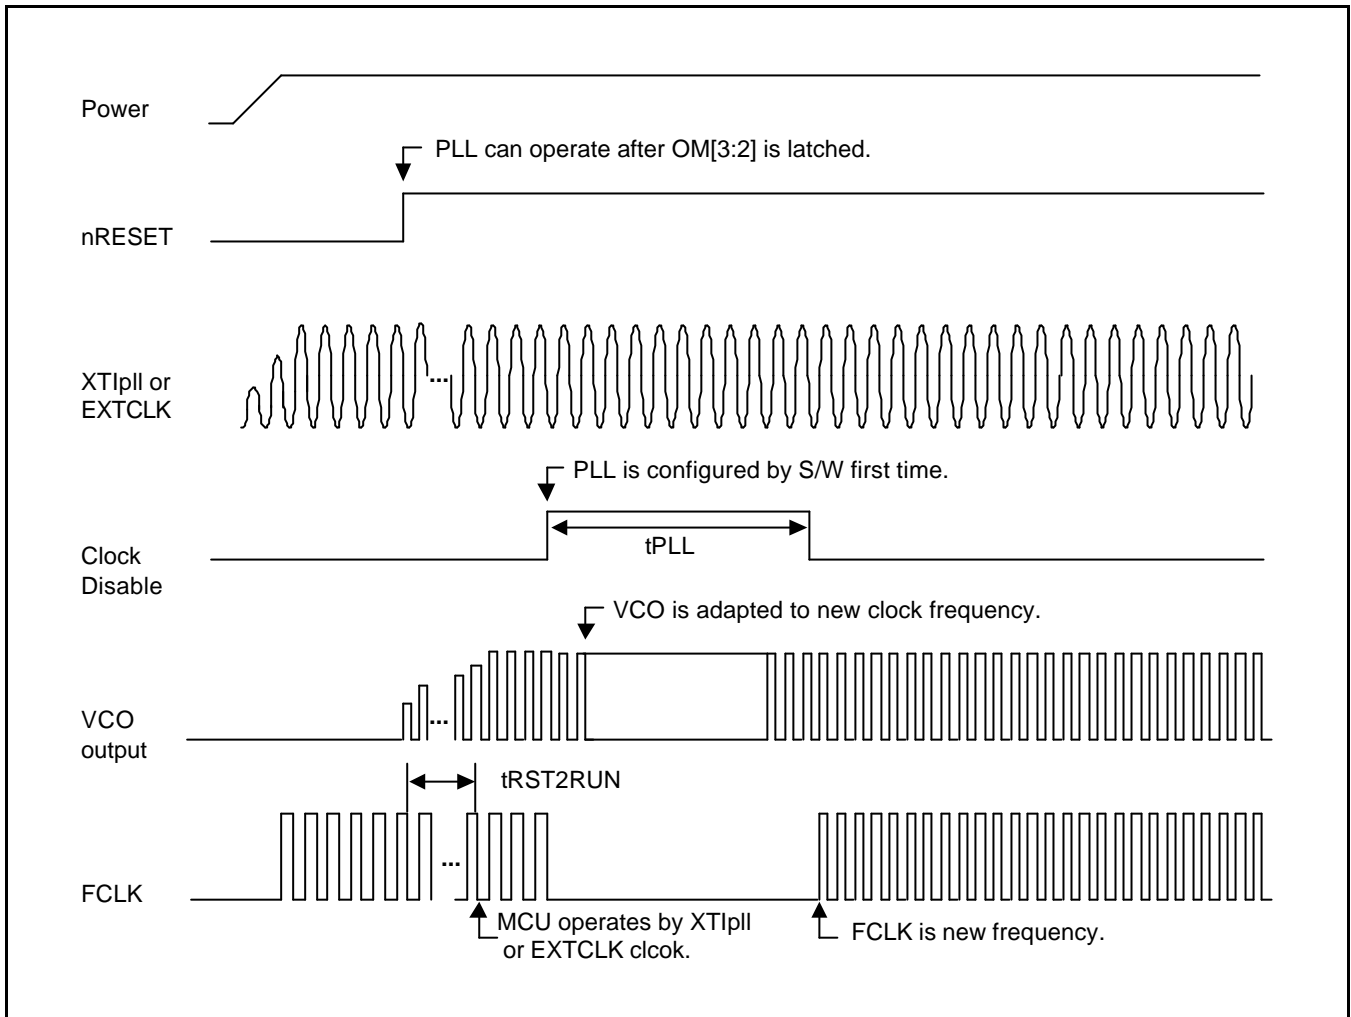 Power
PLL can operate after OM[3:2] is latched.
nRESET
XTIpll or
EXTCLK
...
PLL is configured by S/W first time.
tPLL
Clock
Disable
VCO is adapted to new clock frequency.
VCO
output
...
tRST2RUN
...
FCLK
MCU operates by XTIpll
or EXTCLK clcok.
FCLK is new frequency.